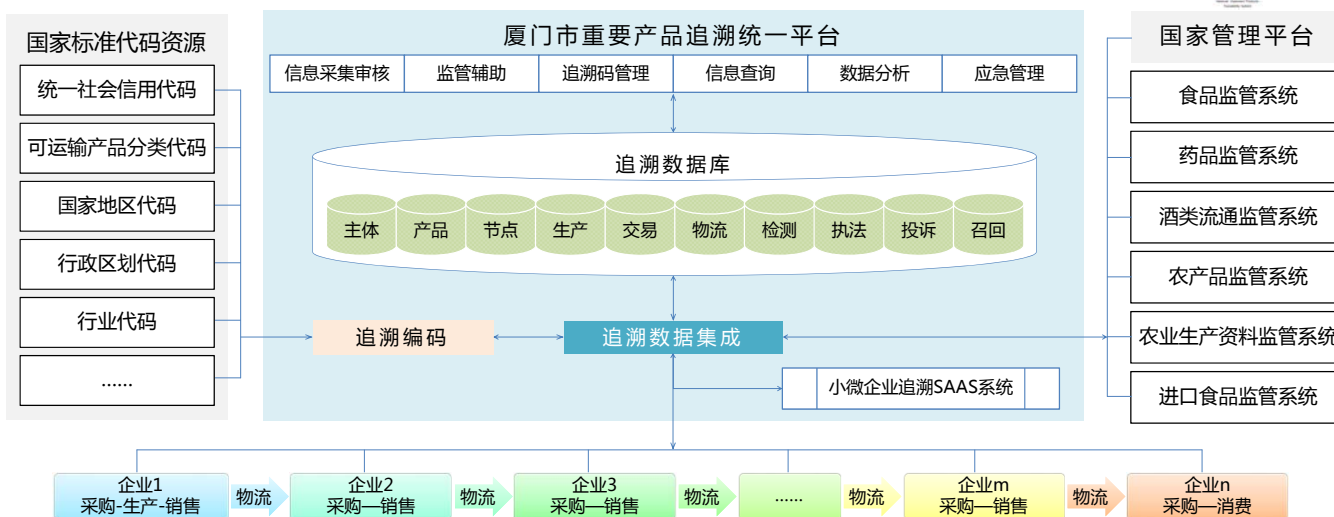 国家标准代码资源
统一社会信用代码
可运输产品分类代码
国家地区代码
行政区划代码
行业代码
......
厦门市重要产品追溯统一平台
信息采集审核
监管辅助
追溯码管理
信息查询
数据分析
应急管理
追溯数据库
主体
产品
节点
生产
交易
物流
检测
执法
投诉
召回
追溯编码
追溯数据集成
小微企业追溯SAAS系统
国家管理平台
食品监管系统
药品监管系统
酒类流通监管系统
农产品监管系统
农业生产资料监管系统
进口食品监管系统
企业1
采购-生产-销售
物流
企业2
采购—销售
物流
企业3
采购—销售
物流
......
物流
企业m
采购—销售
物流
企业n
采购—消费